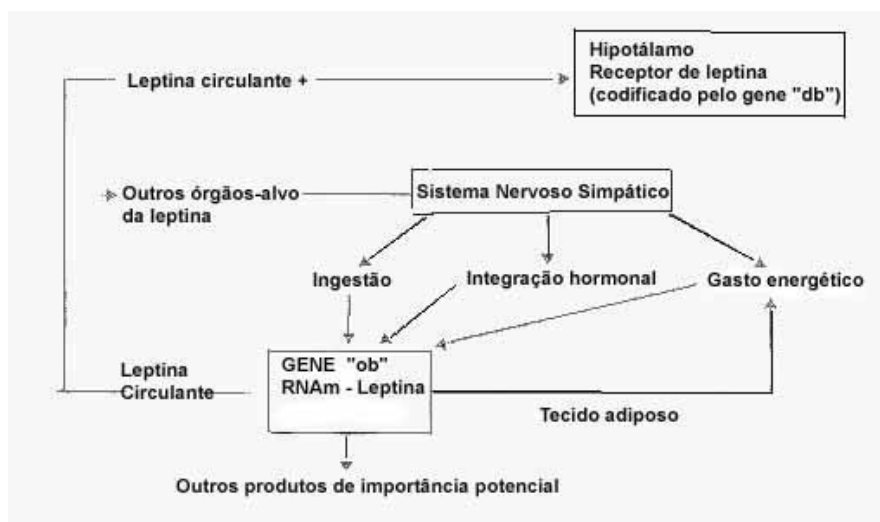 Hipotálamo
Receptor de leptina
(codificado pelo gene "db")
Leptina circulante +
Outros órgãos-alvo
da leptina
Sistema Nervoso Simpático
Ingestão
Integração hormonal
Gasto energético
Leptina
Circulante
GENE "ob"
RNAm - Leptina
Tecido adiposo
Outros produtos de importância potencial